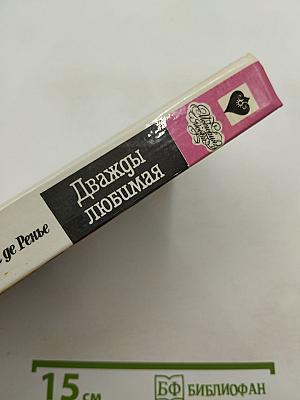 де Ренье
Дважды
любимая
15 см
БФ БИБЛИОФАН